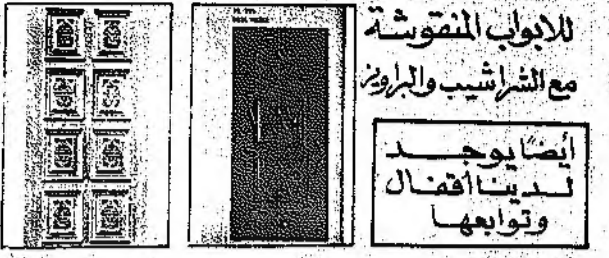 للابواب المنقوشة
مع الشراشيب والبراويز
أيضا يوجد
لدينا أقفال
وتوابعها